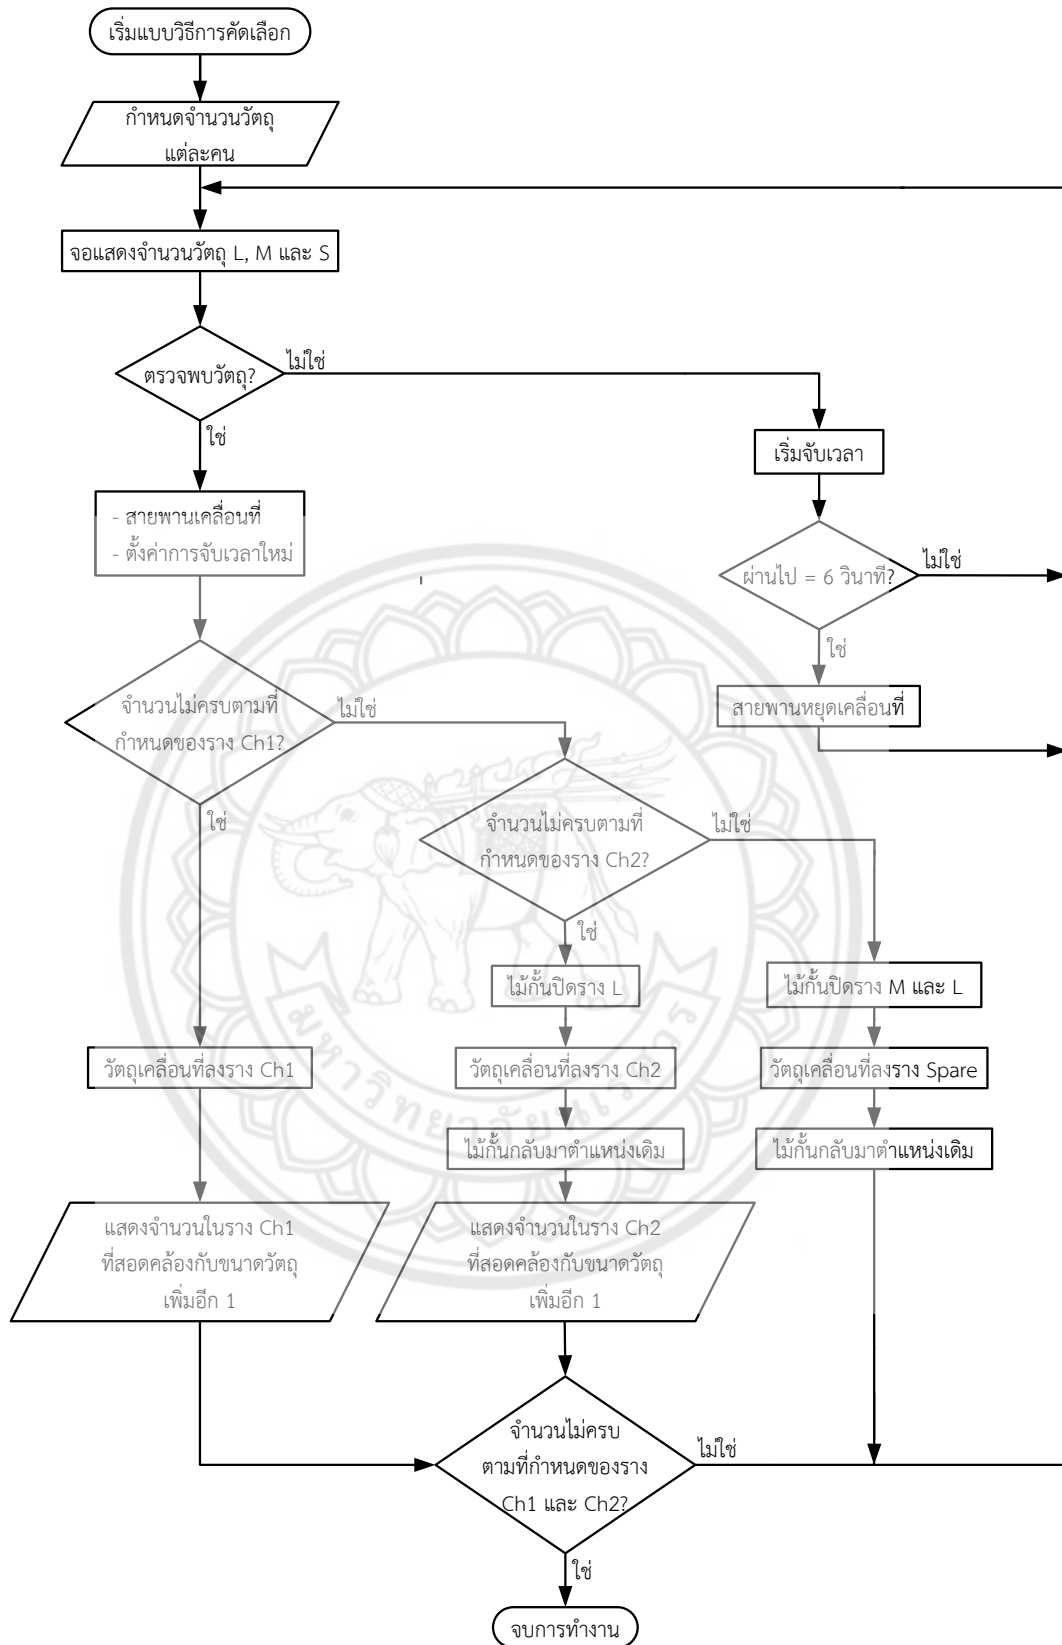 เริ่มแบบวิธีการคัดเลือก
กำหนดจำนวนวัตถุ
แต่ละคน
จอแสดงจำนวนวัตถุ L, M และ S
ตรวจพบวัตถุ?
ไม่ใช่
ใช่
เริ่มจับเวลา
- สายพานเคลื่อนที่
- ตั้งค่าการจับเวลาใหม่
ผ่านไป = 6 วินาที?
ไม่ใช่
ใช่
สายพานหยุดเคลื่อนที่
จำนวนไม่ครบตามที่
กำหนดของราง Ch1?
ไม่ใช่
ใช่
จำนวนไม่ครบตามที่
กำหนดของราง Ch2?
ไม่ใช่
ใช่
ไม้กั้นปิดราง L
ไม้กั้นปิดราง M และ L
วัตถุเคลื่อนที่ลงราง Ch1
วัตถุเคลื่อนที่ลงราง Ch2
วัตถุเคลื่อนที่ลงราง Spare
ไม้กั้นกลับมาตำแหน่งเดิม
ไม้กั้นกลับมาตำแหน่งเดิม
แสดงจำนวนในราง Ch1
ที่สอดคล้องกับขนาดวัตถุ
เพิ่มอีก 1
แสดงจำนวนในราง Ch2
ที่สอดคล้องกับขนาดวัตถุ
เพิ่มอีก 1
จำนวนไม่ครบ
ตามที่กำหนดของราง
Ch1 และ Ch2?
ไม่ใช่
ใช่
จบการทำงาน
มหาวิทยาลัยนเรศวร